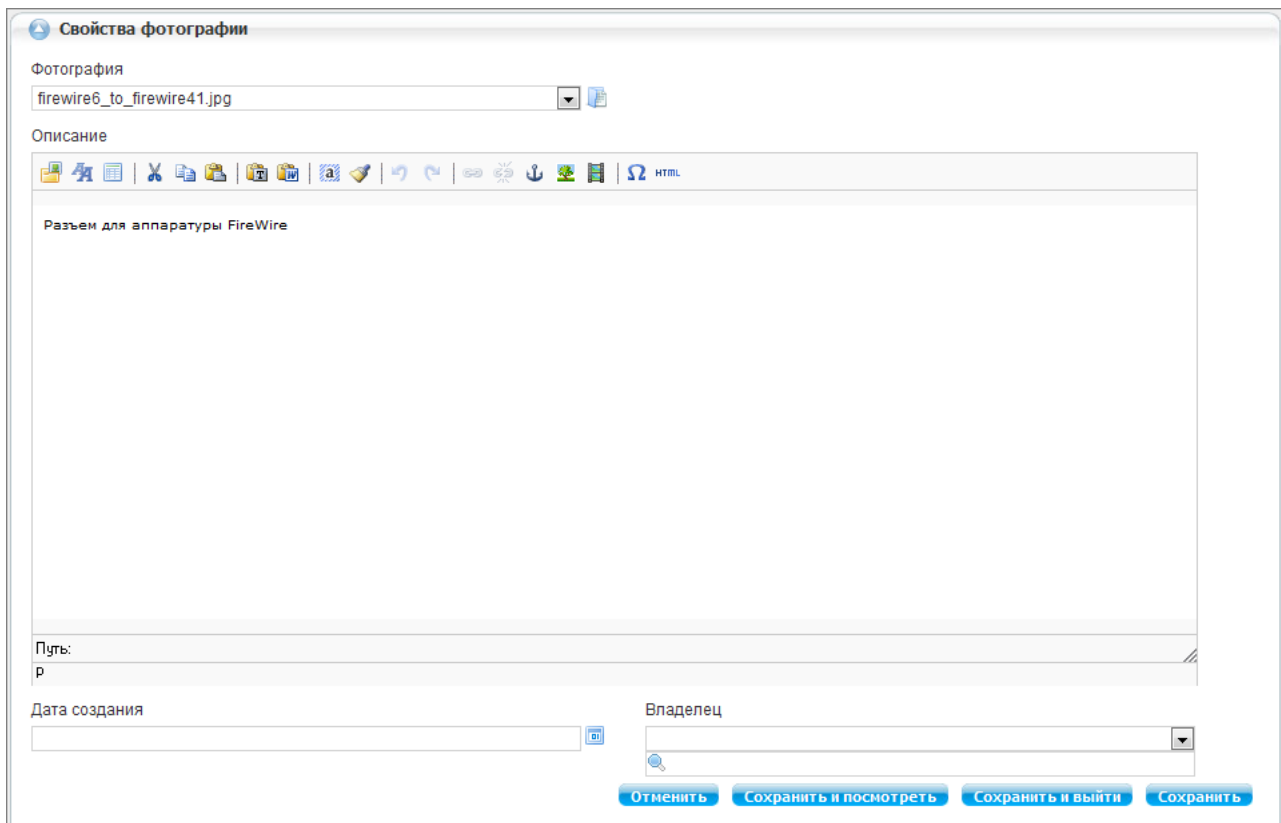 Свойства фотографии
Фотография
firewire6_to_firewire41.jpg
Описание
HTML
Разъем для аппаратуры FireWire
Путь:
P
Дата создания
Владелец
Отменить Сохранить и посмотреть Сохранить и выйти Сохранить